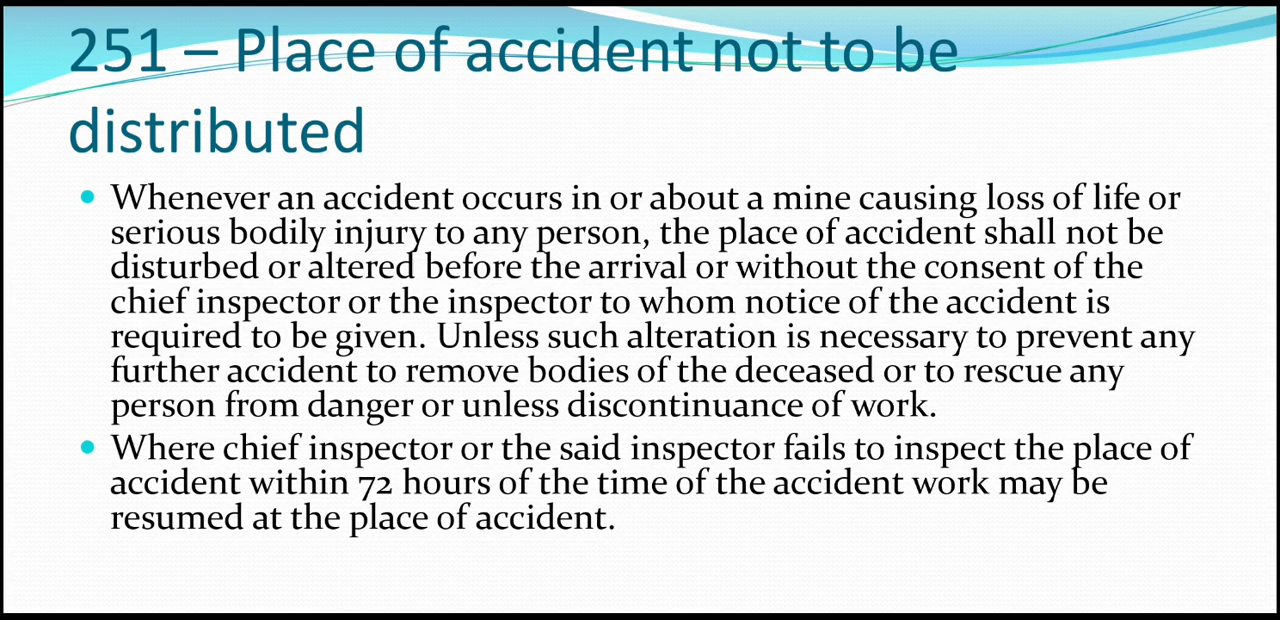 251 – Place of accident not to be
distributed
• Whenever an accident occurs in or about a mine causing loss of life or
serious bodily injury to any person, the place of accident shall not be
disturbed or altered before the arrival or without the consent of the
chief inspector or the inspector to whom notice of the accident is
required to be given. Unless such alteration is necessary to prevent any
further accident to remove bodies of the deceased or to rescue any
person from danger or unless discontinuance of work.
• Where chief inspector or the said inspector fails to inspect the place of
accident within 72 hours of the time of the accident work may be
resumed at the place of accident.